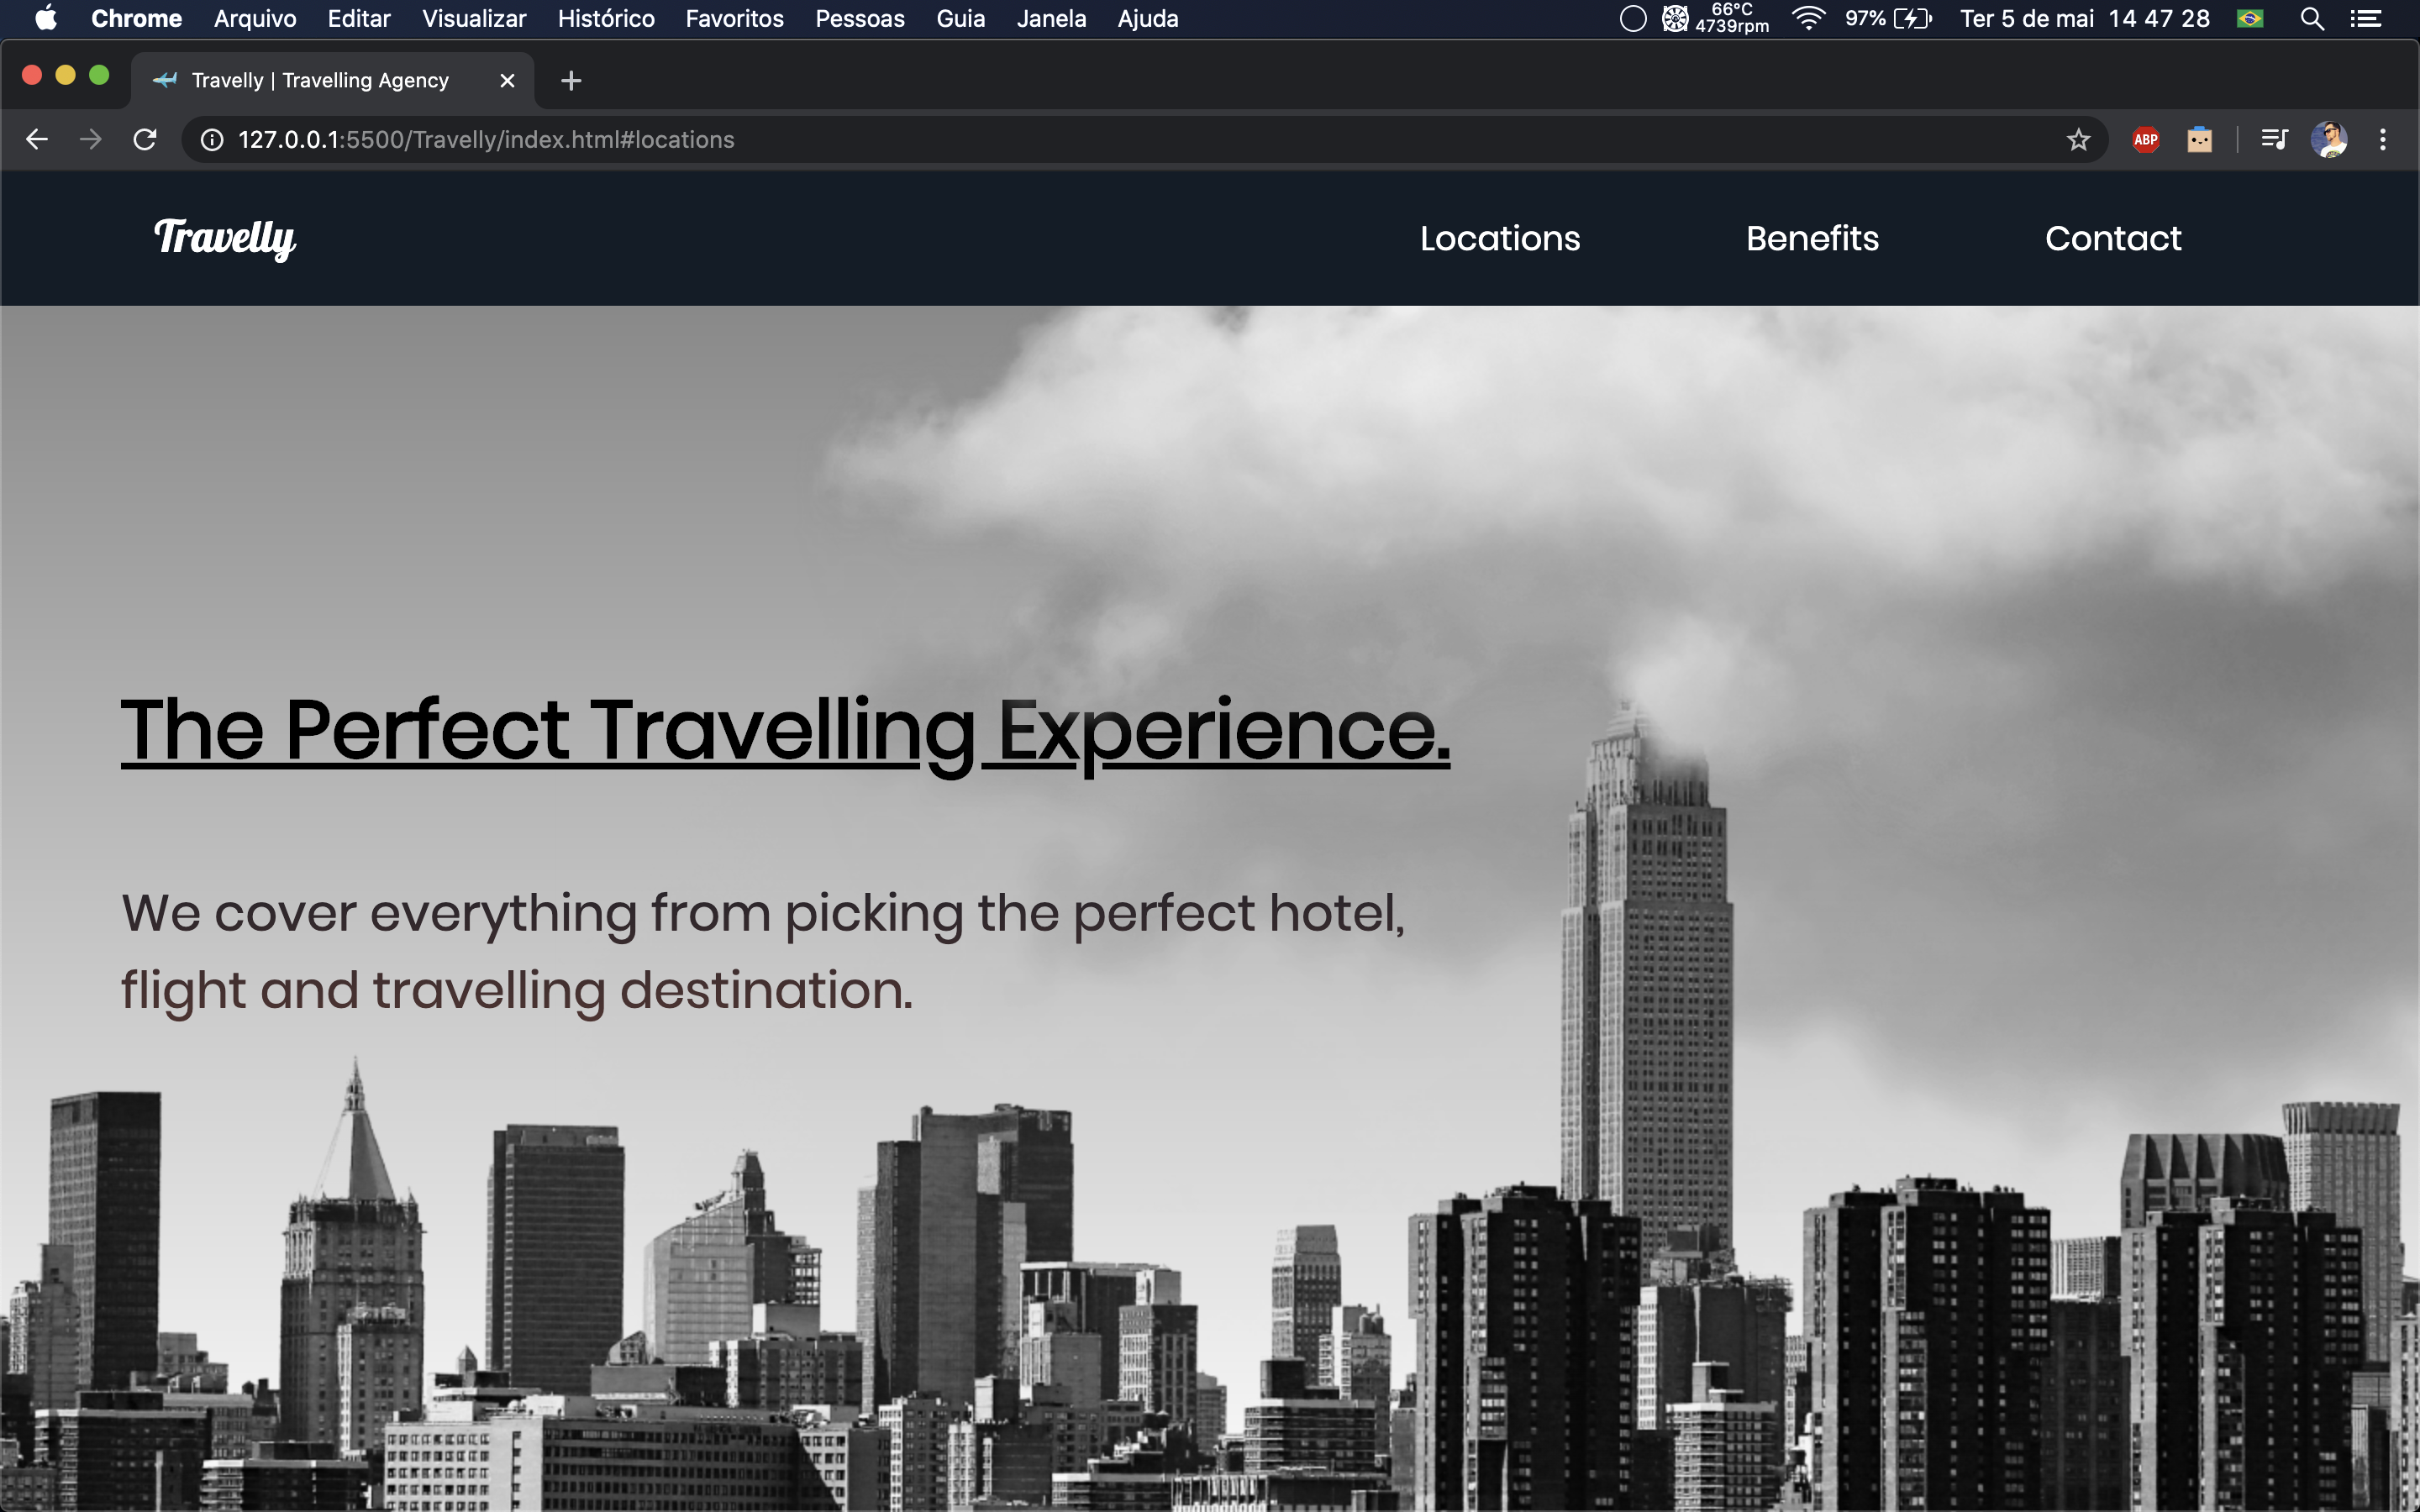 Chrome Arquivo Editar Visualizar Histórico Favoritos Pessoas Guia Janela Ajuda 66°C 4739rpm 97% Ter 5 de mai 14 47 28
Travelly | Travelling Agency
127.0.0.1:5500/Travelly/index.html#locations ABP
Travelly Locations Benefits Contact
The Perfect Travelling Experience.
We cover everything from picking the perfect hotel,
flight and travelling destination.